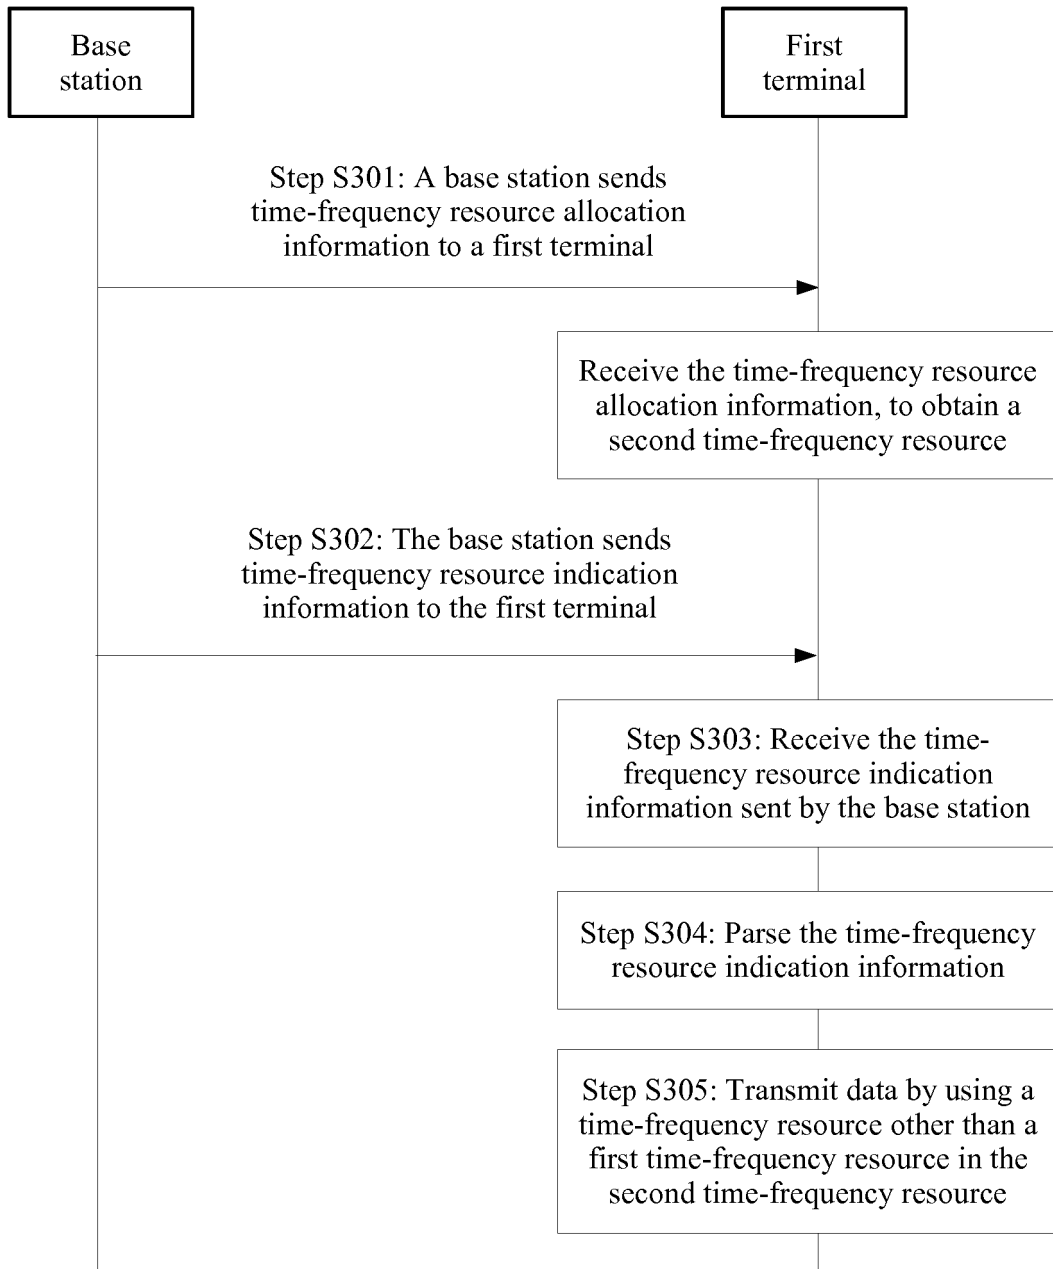 Base
station
First
terminal
Step S301: A base station sends
time-frequency resource allocation
information to a first terminal
Receive the time-frequency resource
allocation information, to obtain a
second time-frequency resource
Step S302: The base station sends
time-frequency resource indication
information to the first terminal
Step S303: Receive the time-
frequency resource indication
information sent by the base station
Step S304: Parse the time-frequency
resource indication information
Step S305: Transmit data by using a
time-frequency resource other than a
first time-frequency resource in the
second time-frequency resource